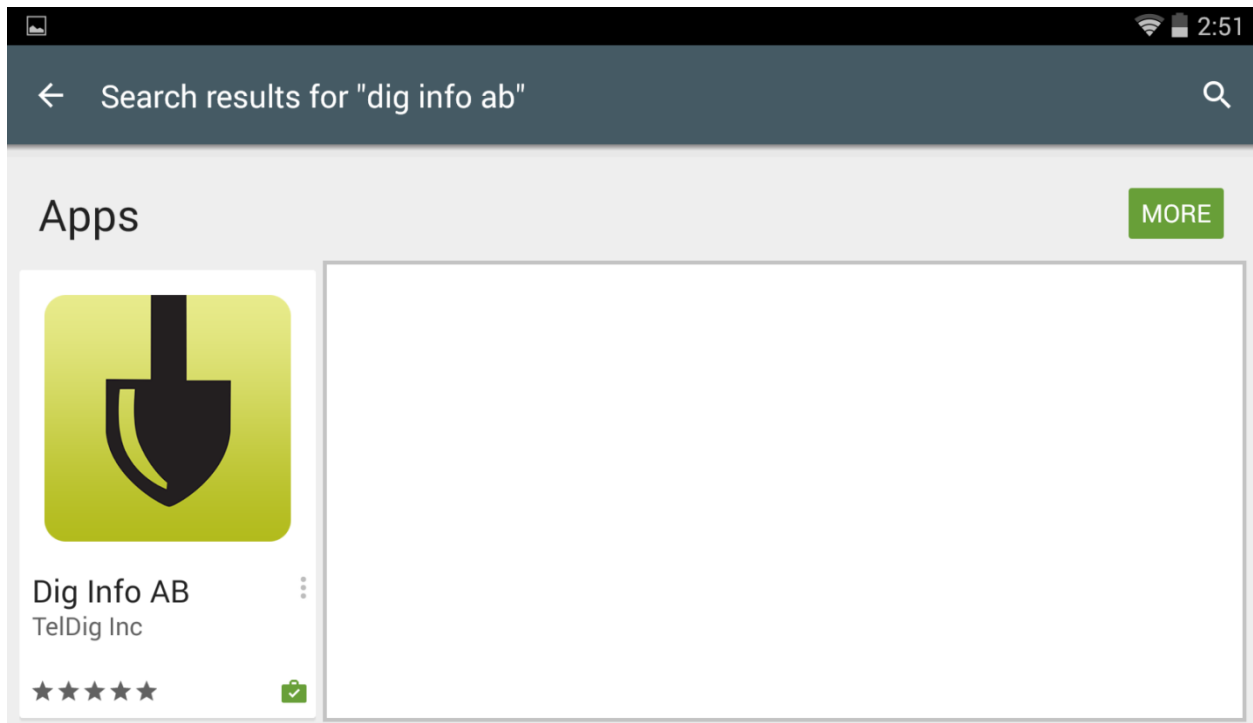 2:51
Search results for "dig info ab"
Apps
MORE
Dig Info AB
TelDig Inc